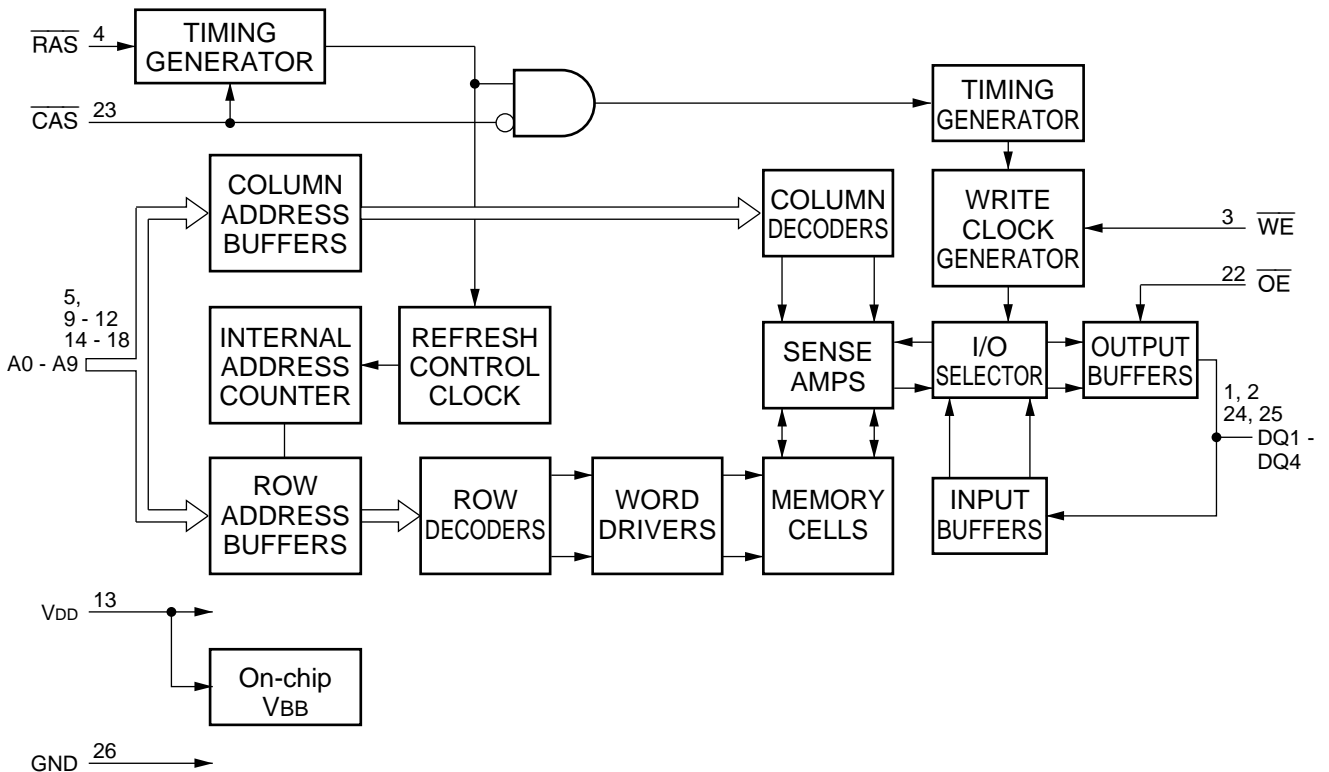 RAS 4
TIMING
GENERATOR
CAS 23
TIMING
GENERATOR
COLUMN
ADDRESS
BUFFERS
COLUMN
DECODERS
WRITE
CLOCK
GENERATOR
3 WE
22 OE
5,
9 - 12
14 - 18
A0 - A9
INTERNAL
ADDRESS
COUNTER
REFRESH
CONTROL
CLOCK
SENSE
AMPS
I/O
SELECTOR
OUTPUT
BUFFERS
1, 2
24, 25
DQ1 -
DQ4
ROW
ADDRESS
BUFFERS
ROW
DECODERS
WORD
DRIVERS
MEMORY
CELLS
INPUT
BUFFERS
VDD 13
On-chip
VBB
GND 26